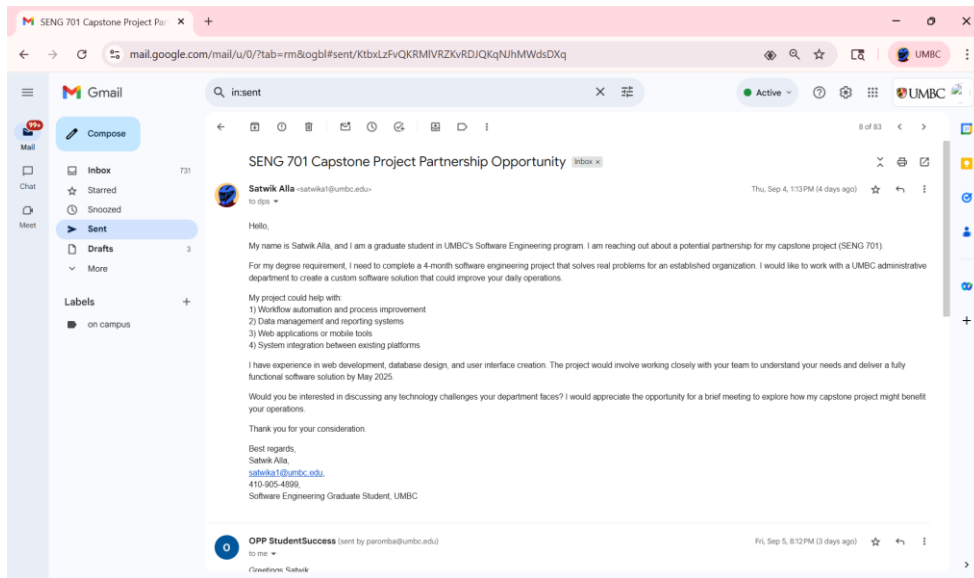 SENG 701 Capstone Project Par
mail.google.com/mail/u/0/?tab=rm&ogbl#sent/KtbxLzFvQKRMlVRZKvRDJQKqNJhMWdsDXq
UMBC
Gmail
in:sent
Active
UMBC
99+
Mail
Chat
Meet
Compose
Inbox 731
Starred
Snoozed
Sent
Drafts 3
More
Labels
on campus
8 of 83
SENG 701 Capstone Project Partnership Opportunity Inbox x
Satwik Alla <satwika1@umbc.edu> Thu, Sep 4, 1:13 PM (4 days ago)
to dps
Hello,
My name is Satwik Alla, and I am a graduate student in UMBC's Software Engineering program. I am reaching out about a potential partnership for my capstone project (SENG 701).
For my degree requirement, I need to complete a 4-month software engineering project that solves real problems for an established organization. I would like to work with a UMBC administrative
department to create a custom software solution that could improve your daily operations.
My project could help with:
1) Workflow automation and process improvement
2) Data management and reporting systems
3) Web applications or mobile tools
4) System integration between existing platforms
I have experience in web development, database design, and user interface creation. The project would involve working closely with your team to understand your needs and deliver a fully
functional software solution by May 2025.
Would you be interested in discussing any technology challenges your department faces? I would appreciate the opportunity for a brief meeting to explore how my capstone project might benefit
your operations.
Thank you for your consideration.
Best regards,
Satwik Alla,
satwika1@umbc.edu,
410-905-4899,
Software Engineering Graduate Student, UMBC
OPP StudentSuccess (sent by paromba@umbc.edu) Fri, Sep 5, 8:12 PM (3 days ago)
to me
Greetings Satwik